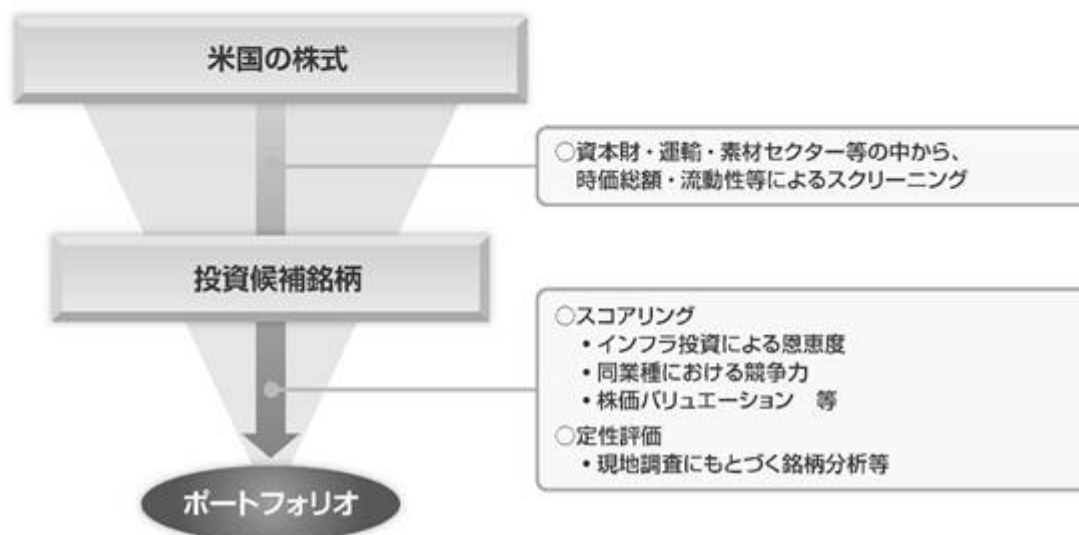 米国の株式
○資本財・運輸・素材セクター等の中から、
時価総額・流動性等によるスクリーニング
投資候補銘柄
○スコアリング
•インフラ投資による恩恵度
•同業種における競争力
•株価バリュエーション　等
○定性評価
•現地調査にもとづく銘柄分析等
ポートフォリオ